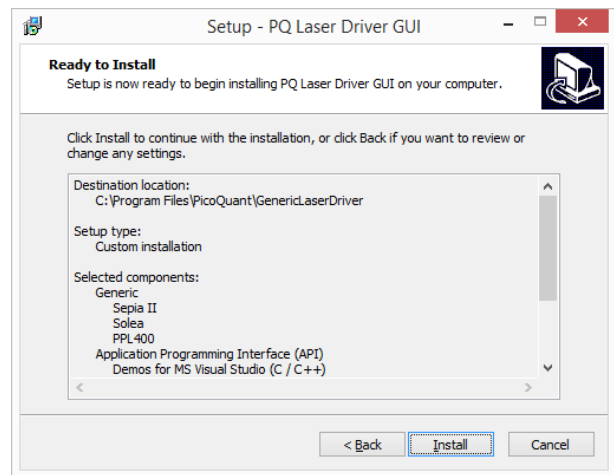 Setup - PQ Laser Driver GUI
Ready to Install
Setup is now ready to begin installing PQ Laser Driver GUI on your computer.
Click Install to continue with the installation, or click Back if you want to review or
change any settings.
Destination location:
C:\Program Files\PicoQuant\GenericLaserDriver
Setup type:
Custom installation
Selected components:
Generic
Sepia II
Solea
PPL400
Application Programming Interface (API)
Demos for MS Visual Studio (C / C++)
< Back
Install
Cancel